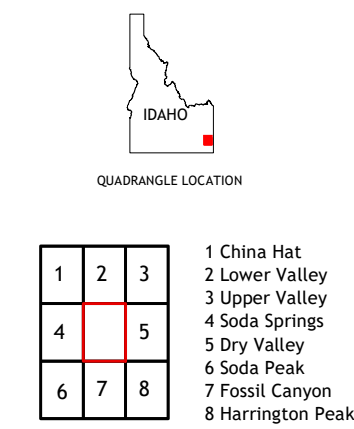 IDAHO
QUADRANGLE LOCATION
1 2 3
4 5
6 7 8
1 China Hat
2 Lower Valley
3 Upper Valley
4 Soda Springs
5 Dry Valley
6 Soda Peak
7 Fossil Canyon
8 Harrington Peak